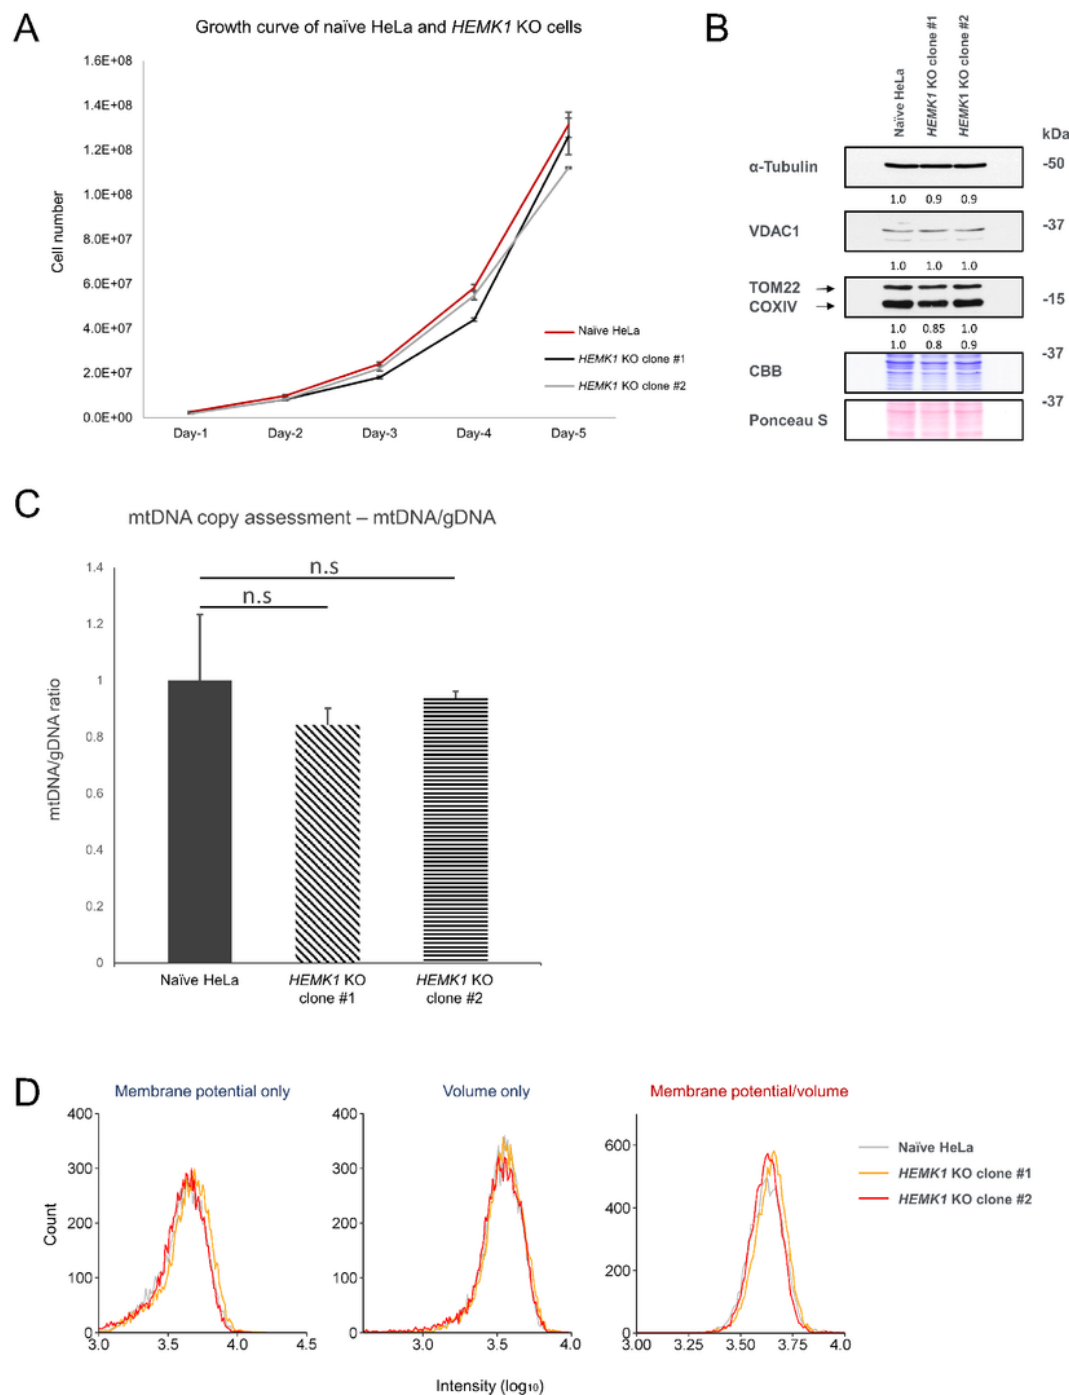 A
Growth curve of naïve HeLa and HEMK1 KO cells
1.6E+08
1.4E+08
1.2E+08
1.0E+08
8.0E+07
6.0E+07
4.0E+07
2.0E+07
0.0E+00
Cell number
Day-1 Day-2 Day-3 Day-4 Day-5
Naïve HeLa
HEMK1 KO clone #1
HEMK1 KO clone #2
B
Naïve HeLa
HEMK1 KO clone #1
HEMK1 KO clone #2
kDa
α-Tubulin -50
1.0 0.9 0.9
VDAC1 -37
1.0 1.0 1.0
TOM22
COXIV -15
1.0 0.85 1.0
1.0 0.8 0.9
CBB -37
Ponceau S -37
C
mtDNA copy assessment – mtDNA/gDNA
1.4
1.2
1
0.8
0.6
0.4
0.2
0
mtDNA/gDNA ratio
n.s
n.s
Naïve HeLa
HEMK1 KO clone #1
HEMK1 KO clone #2
D
Membrane potential only
Volume only
Membrane potential/volume
Count
400
300
200
100
0
3.0 3.5 4.0 4.5
400
300
200
100
0
3.0 3.5 4.0
600
400
200
0
3.00 3.25 3.50 3.75 4.0
Intensity (log₁₀)
Naïve HeLa
HEMK1 KO clone #1
HEMK1 KO clone #2